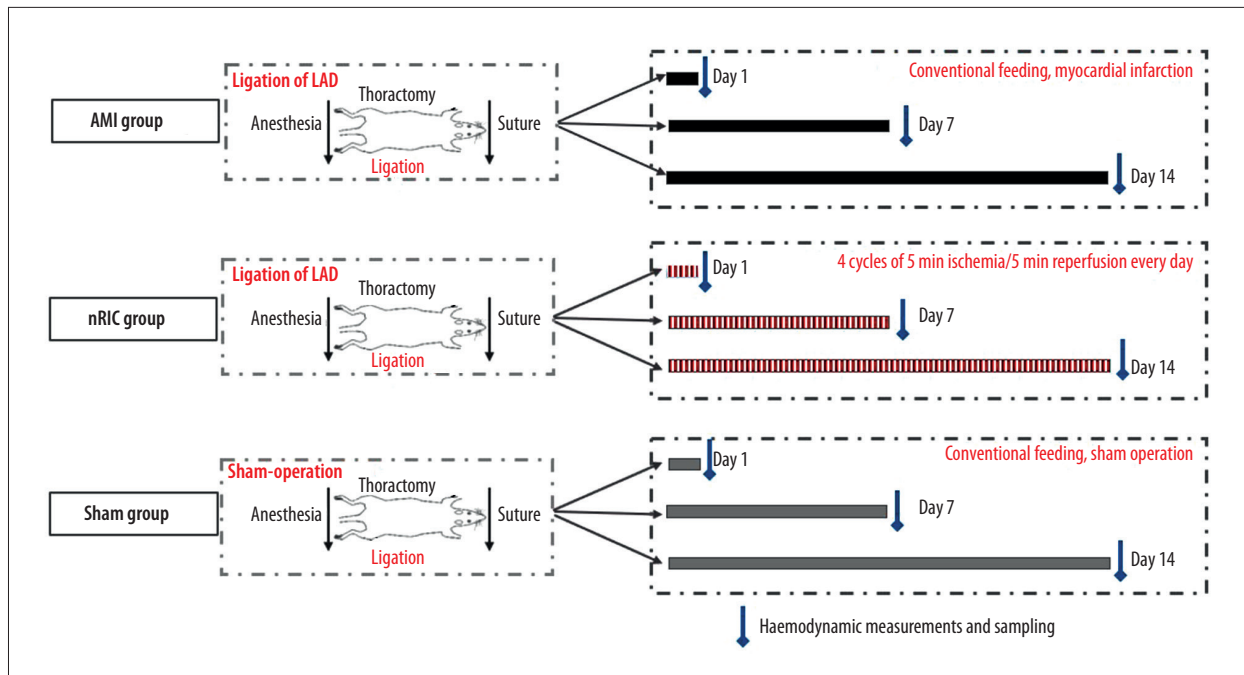 AMI group
Ligation of LAD
Thoractomy
Anesthesia
Suture
Ligation
Conventional feeding, myocardial infarction
Day 1
Day 7
Day 14
nRIC group
Ligation of LAD
Thoractomy
Anesthesia
Suture
Ligation
4 cycles of 5 min ischemia/5 min reperfusion every day
Day 1
Day 7
Day 14
Sham group
Sham-operation
Thoractomy
Anesthesia
Suture
Ligation
Conventional feeding, sham operation
Day 1
Day 7
Day 14
Haemodynamic measurements and sampling